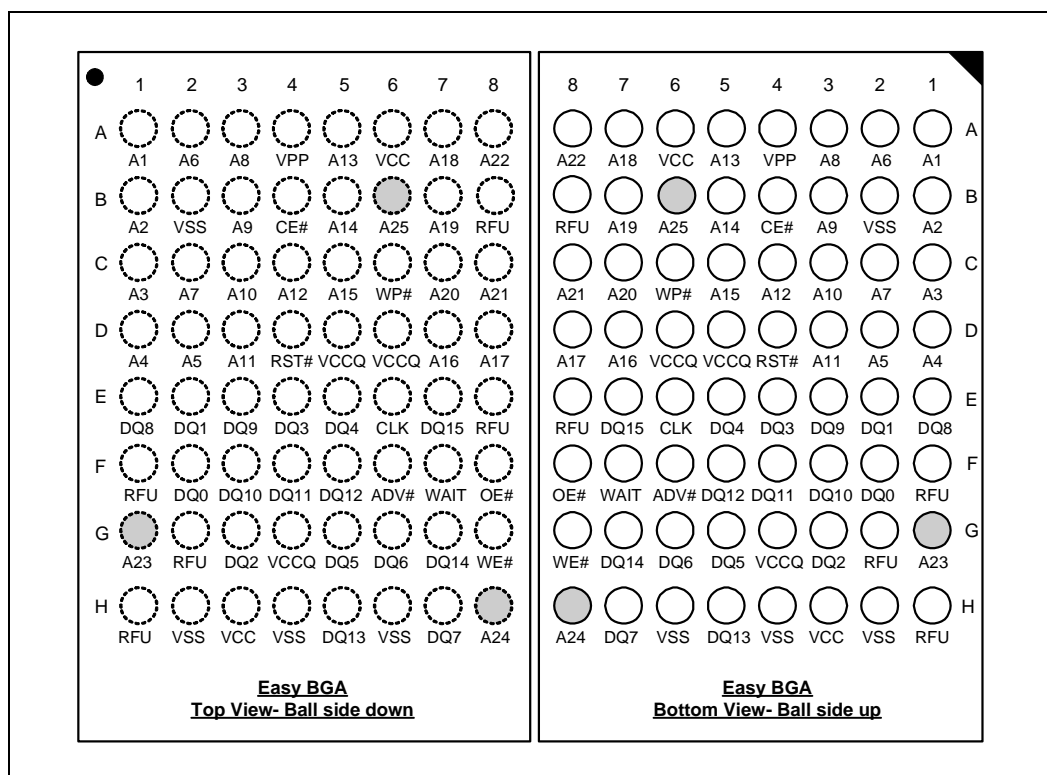 1 2 3 4 5 6 7 8
A
A1 A6 A8 VPP A13 VCC A18 A22
B
A2 VSS A9 CE# A14 A25 A19 RFU
C
A3 A7 A10 A12 A15 WP# A20 A21
D
A4 A5 A11 RST# VCCQ VCCQ A16 A17
E
DQ8 DQ1 DQ9 DQ3 DQ4 CLK DQ15 RFU
F
RFU DQ0 DQ10 DQ11 DQ12 ADV# WAIT OE#
G
A23 RFU DQ2 VCCQ DQ5 DQ6 DQ14 WE#
H
RFU VSS VCC VSS DQ13 VSS DQ7 A24
Easy BGA
Top View- Ball side down
8 7 6 5 4 3 2 1
A
A22 A18 VCC A13 VPP A8 A6 A1
B
RFU A19 A25 A14 CE# A9 VSS A2
C
A21 A20 WP# A15 A12 A10 A7 A3
D
A17 A16 VCCQ VCCQ RST# A11 A5 A4
E
RFU DQ15 CLK DQ4 DQ3 DQ9 DQ1 DQ8
F
OE# WAIT ADV# DQ12 DQ11 DQ10 DQ0 RFU
G
WE# DQ14 DQ6 DQ5 VCCQ DQ2 RFU A23
H
A24 DQ7 VSS DQ13 VSS VCC VSS RFU
Easy BGA
Bottom View- Ball side up